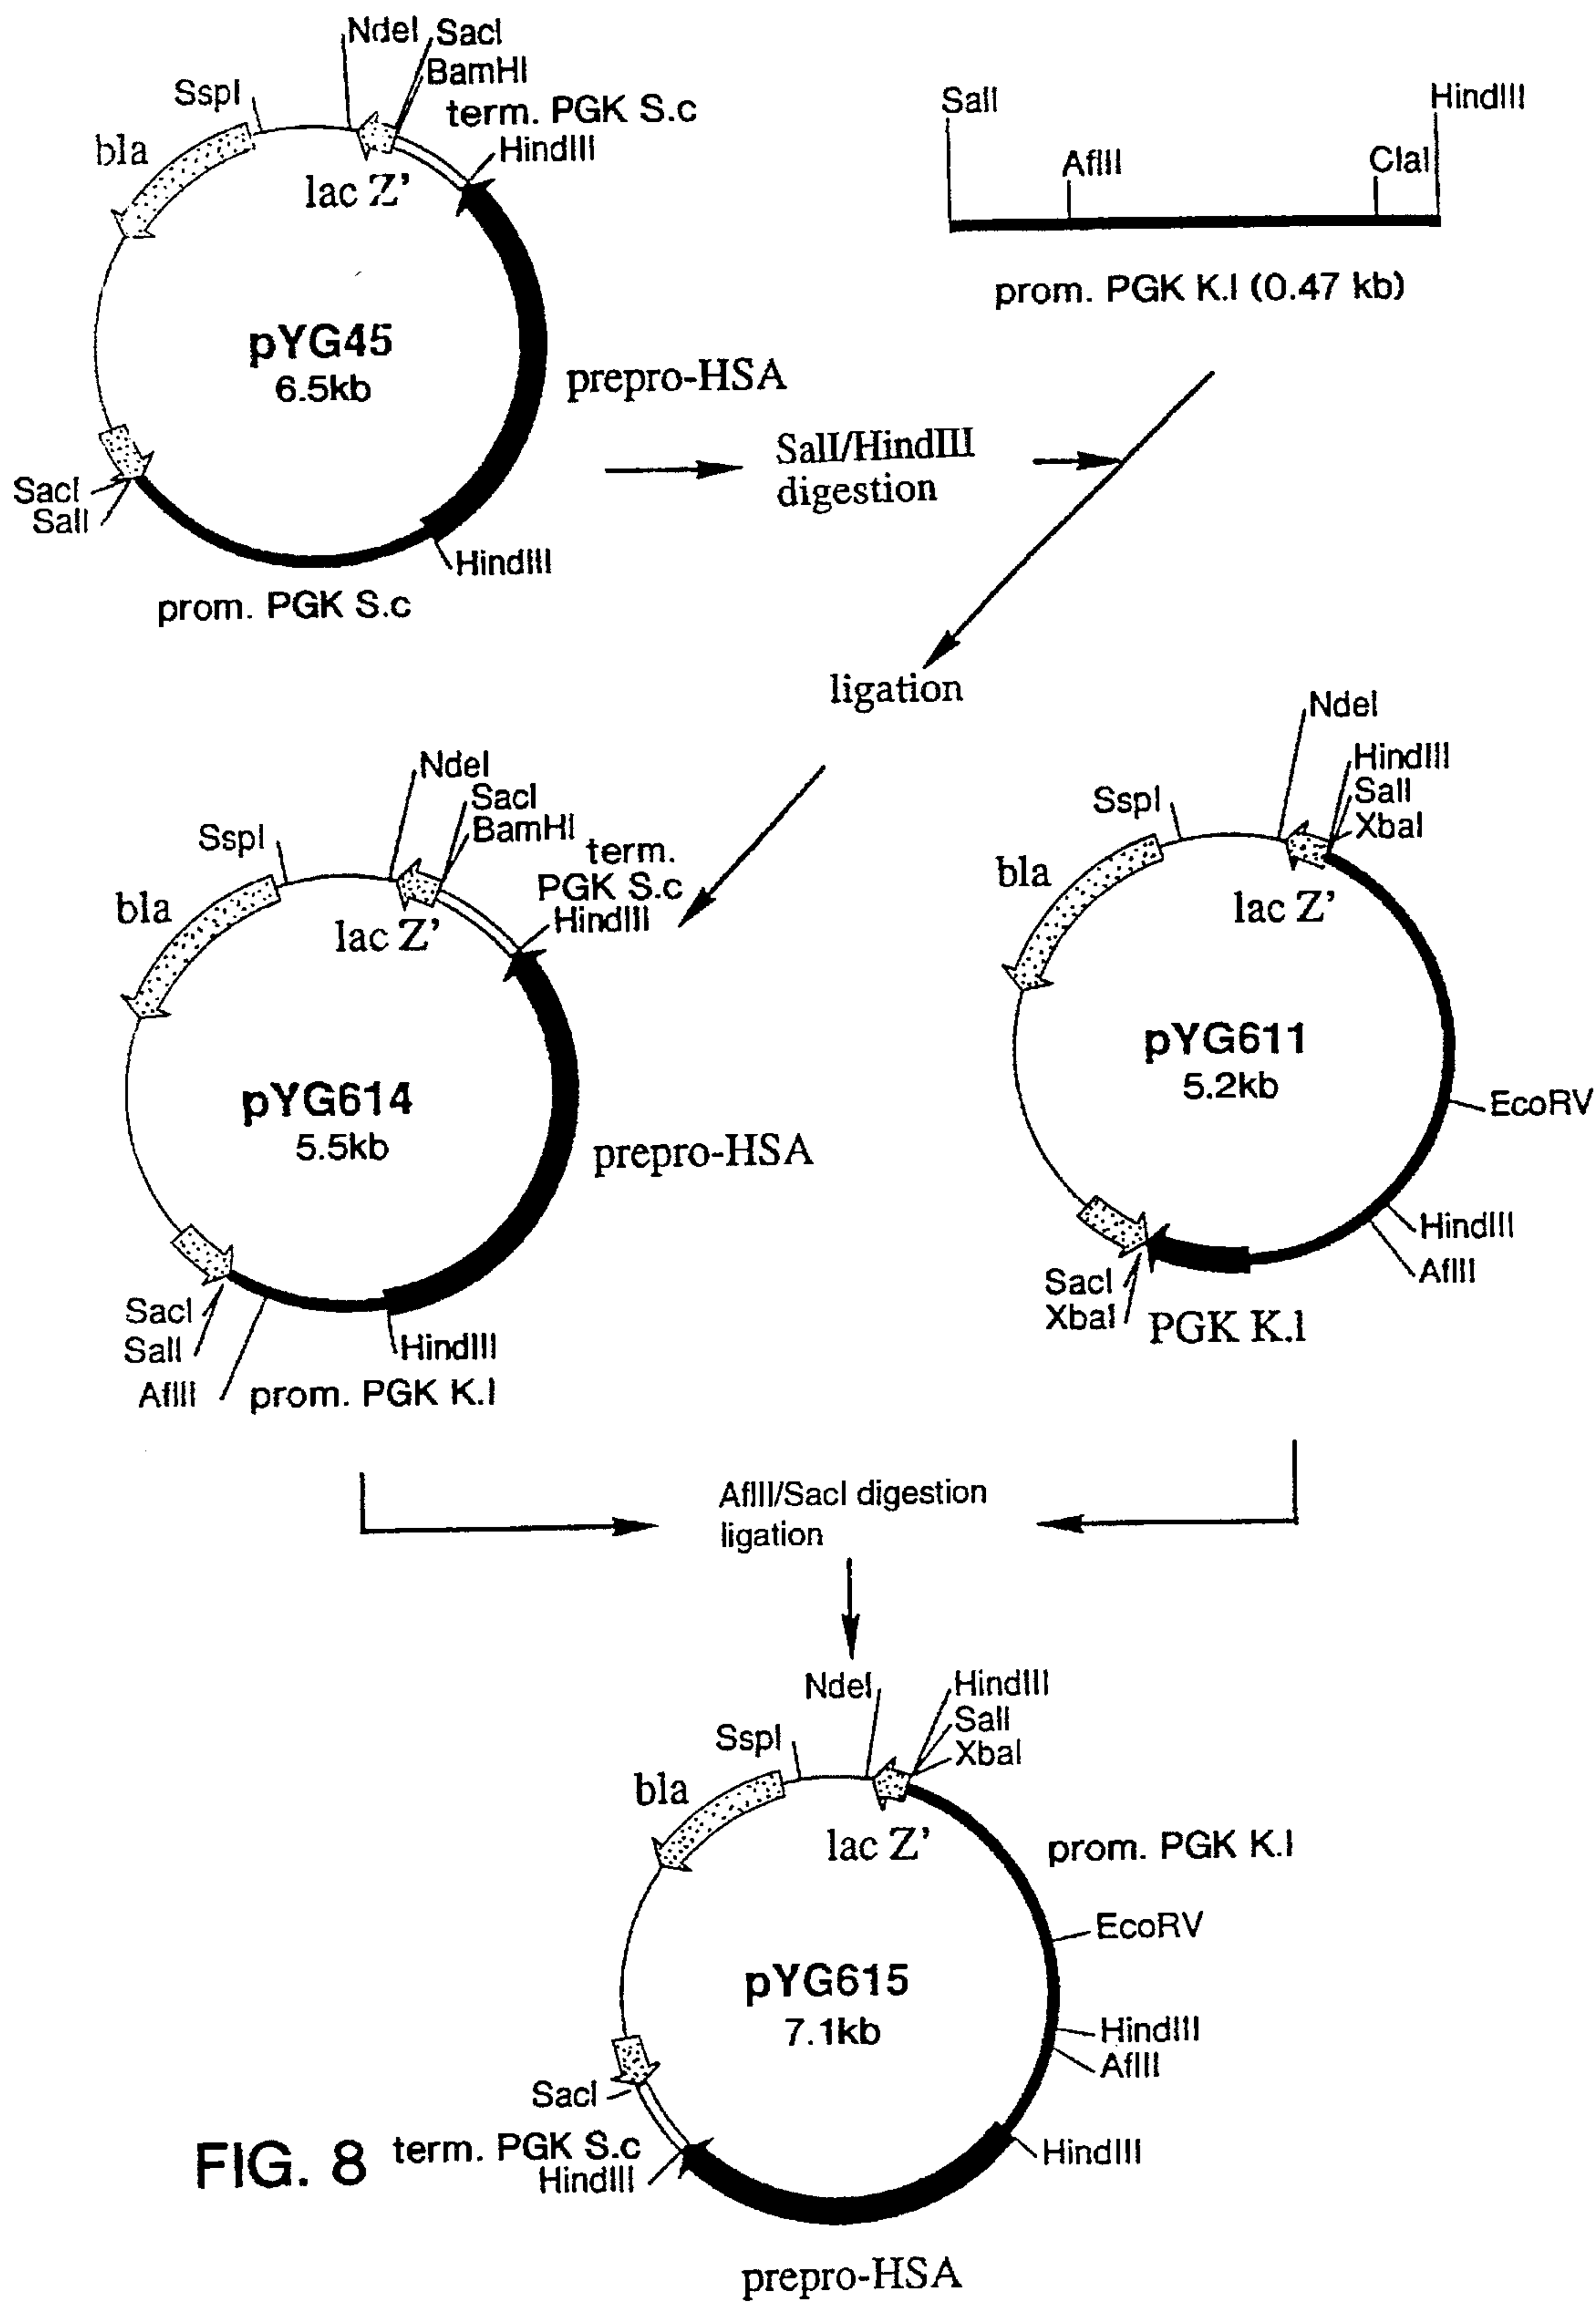 NdeI SacI
BamHI
SspI
term. PGK S.c
HindIII
bla
lac Z'
pYG45
6.5kb
prepro-HSA
SacI
SalI
HindIII
prom. PGK S.c
SalI
HindIII
AflII
ClaI
prom. PGK K.l (0.47 kb)
SalI/HindIII
digestion
ligation
NdeI
SacI
BamHI
SspI
term.
PGK S.c
HindIII
bla
lac Z'
pYG614
5.5kb
prepro-HSA
SacI
SalI
AflII
HindIII
prom. PGK K.l
NdeI
HindIII
SalI
XbaI
SspI
bla
lac Z'
pYG611
5.2kb
EcoRV
HindIII
AflII
SacI
XbaI
PGK K.l
AflII/SacI digestion
ligation
NdeI
HindIII
SalI
XbaI
SspI
bla
lac Z'
prom. PGK K.l
EcoRV
pYG615
7.1kb
HindIII
AflII
SacI
term. PGK S.c
HindIII
HindIII
prepro-HSA
FIG. 8